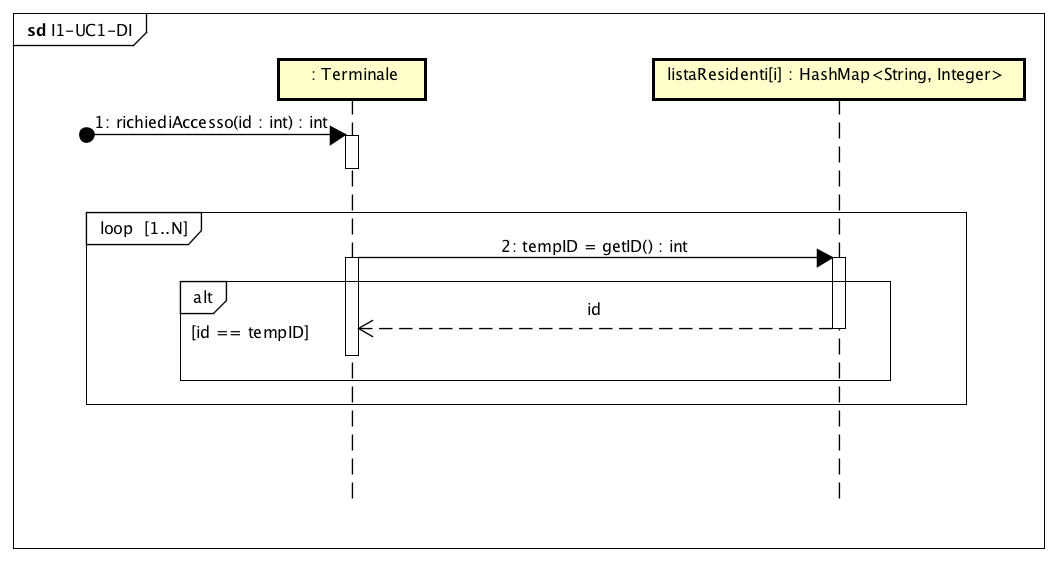 sd I1-UC1-DI
: Terminale
listaResidenti[i] : HashMap<String, Integer>
1: richiediAccesso(id : int) : int
loop [1..N]
2: tempID = getID() : int
alt
id
[id == tempID]